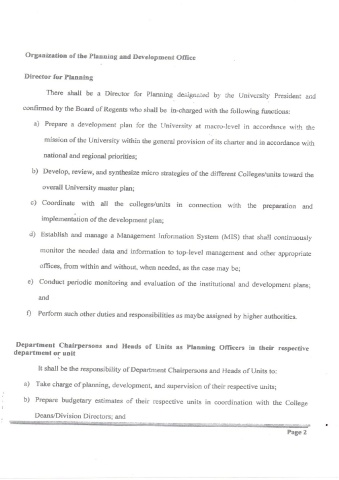 Organization of the Planning and Development Office
Director for Planning
There shall be a Director for Planning designated by the University President and
confirmed by the Board of Regents who shall be in-charged with the following functions:
a) Prepare a development plan for the University at macro-level in accordance with the
mission of the University within the general provision of its charter and in accordance with
national and regional priorities;
b) Develop, review, and synthesize micro strategies of the different Colleges/units toward the
overall University master plan;
c) Coordinate with all the colleges/units in connection with the preparation and
implementation of the development plan;
d) Establish and manage a Management Information System (MIS) that shall continuously
monitor the needed data and information to top-level management and other appropriate
offices, from within and without, when needed, as the case may be;
e) Conduct periodic monitoring and evaluation of the institutional and development plans;
and
f) Perform such other duties and responsibilities as maybe assigned by higher authorities.
Department Chairpersons and Heads of Units as Planning Officers in their respective
department or unit
It shall be the responsibility of Department Chairpersons and Heads of Units to:
a) Take charge of planning, development, and supervision of their respective units;
b) Prepare budgetary estimates of their respective units in coordination with the College
Deans/Division Directors; and
Page 2